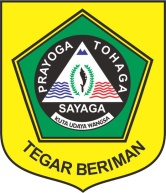 PRAYOGA TOHAGA
SAYAGA
KUTA UDAYA WANGSA
TEGAR BERIMAN